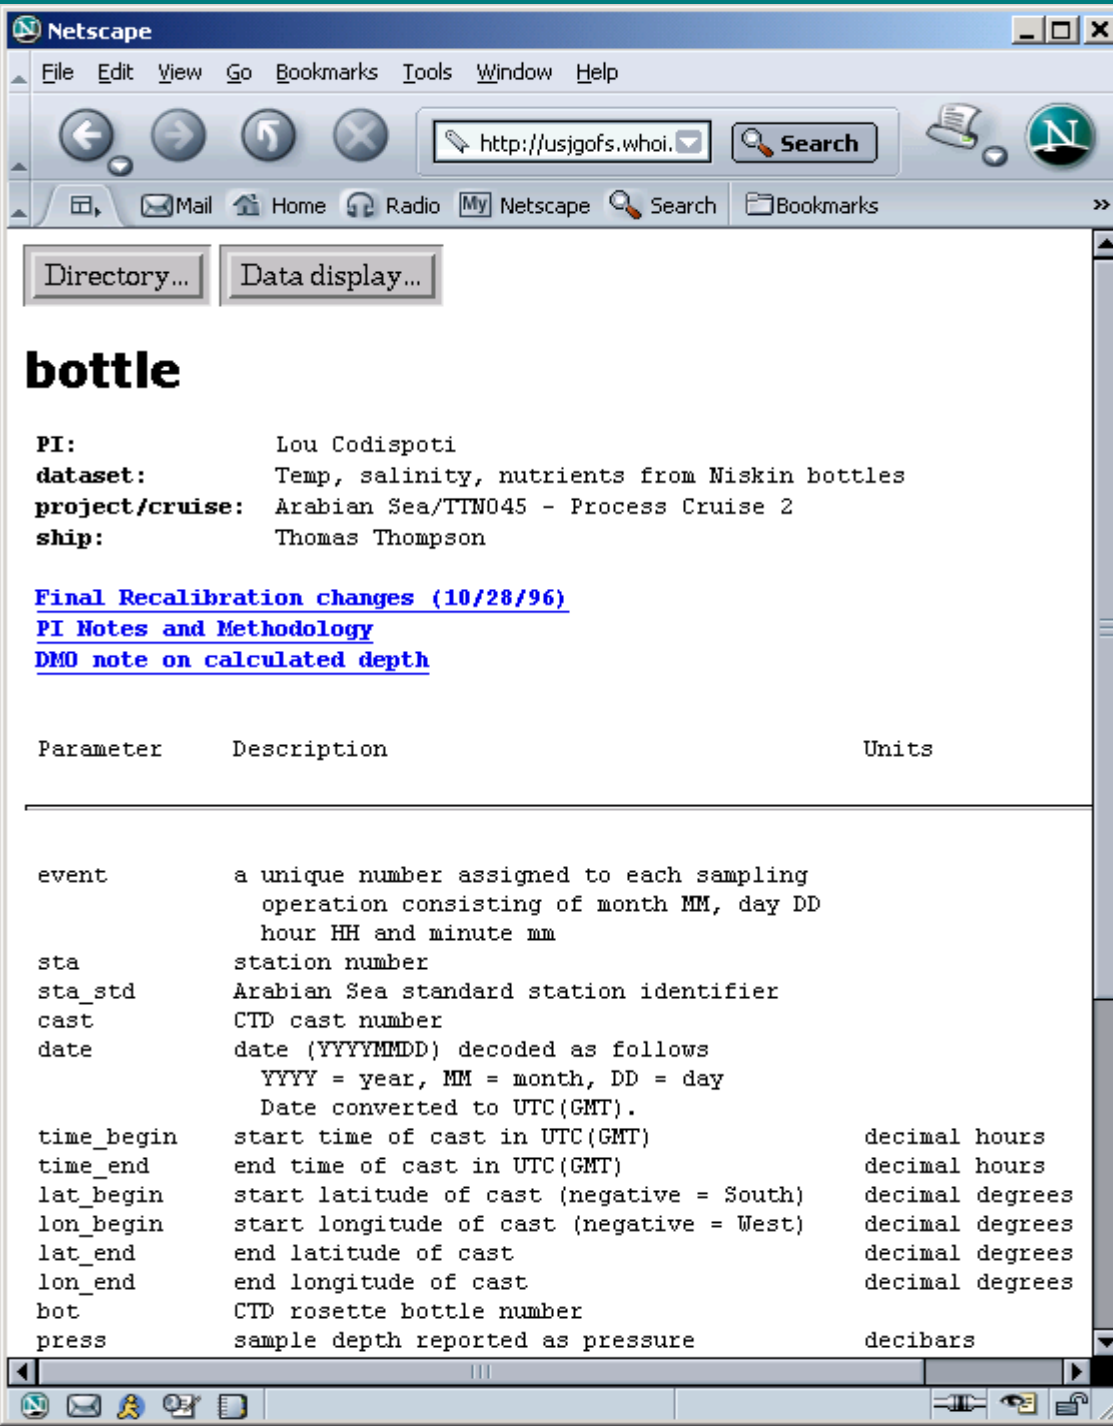 Netscape
File Edit View Go Bookmarks Tools Window Help
http://usjgofs.whoi. Search N
Mail Home Radio My Netscape Search Bookmarks »
Directory... Data display...
bottle
PI: Lou Codispoti
dataset: Temp, salinity, nutrients from Niskin bottles
project/cruise: Arabian Sea/TTN045 - Process Cruise 2
ship: Thomas Thompson
Final Recalibration changes (10/28/96)
PI Notes and Methodology
DMO note on calculated depth
Parameter Description Units
event a unique number assigned to each sampling
operation consisting of month MM, day DD
hour HH and minute mm
sta station number
sta_std Arabian Sea standard station identifier
cast CTD cast number
date date (YYYYMMDD) decoded as follows
YYYY = year, MM = month, DD = day
Date converted to UTC(GMT).
time_begin start time of cast in UTC(GMT) decimal hours
time_end end time of cast in UTC(GMT) decimal hours
lat_begin start latitude of cast (negative = South) decimal degrees
lon_begin start longitude of cast (negative = West) decimal degrees
lat_end end latitude of cast decimal degrees
lon_end end longitude of cast decimal degrees
bot CTD rosette bottle number
press sample depth reported as pressure decibars